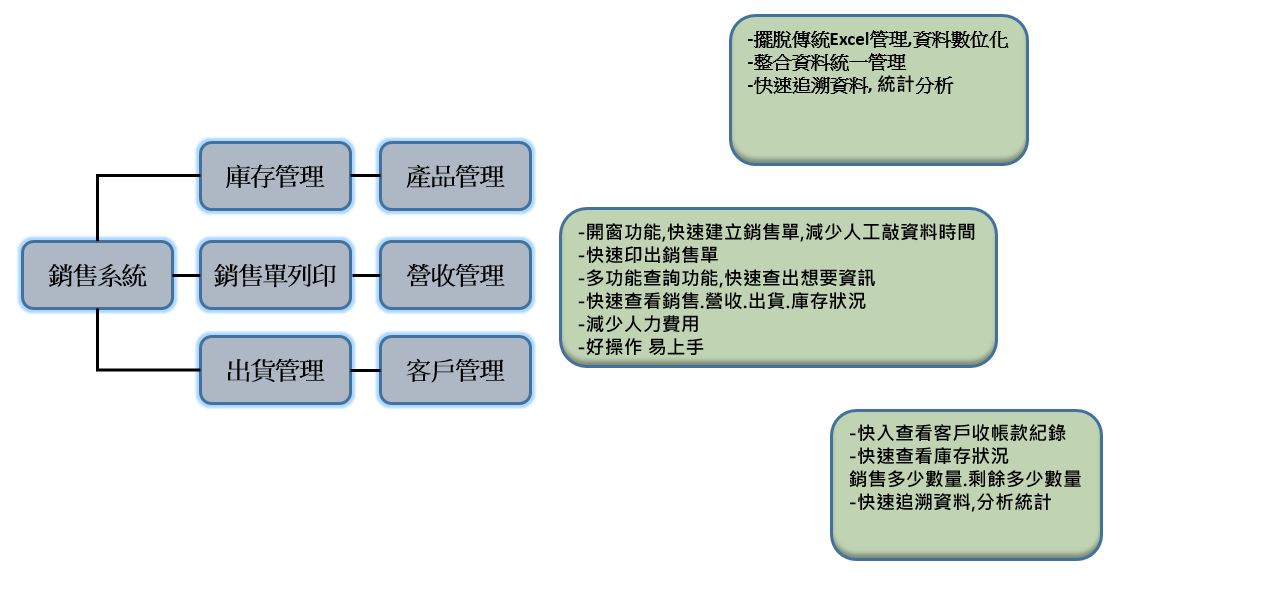 -擺脫傳統Excel管理,資料數位化
-整合資料統一管理
-快速追溯資料, 統計分析
庫存管理
產品管理
銷售系統
銷售單列印
營收管理
出貨管理
客戶管理
-開窗功能,快速建立銷售單,減少人工敲資料時間
-快速印出銷售單
-多功能查詢功能,快速查出想要資訊
-快速查看銷售.營收.出貨.庫存狀況
-減少人力費用
-好操作 易上手
-快入查看客戶收帳款紀錄
-快速查看庫存狀況
銷售多少數量.剩餘多少數量
-快速追溯資料,分析統計